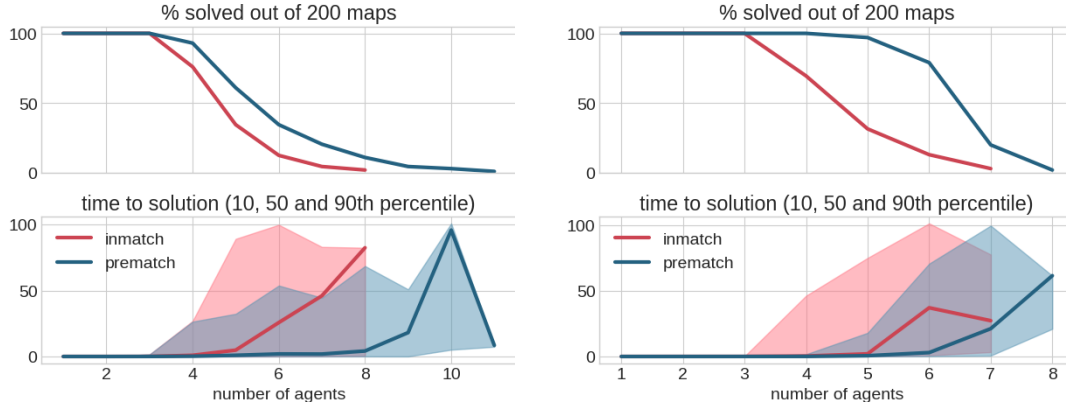 % solved out of 200 maps
100
50
0
time to solution (10, 50 and 90th percentile)
100
50
0
inmatch
prematch
2 4 6 8 10
number of agents
% solved out of 200 maps
100
50
0
time to solution (10, 50 and 90th percentile)
100
50
0
inmatch
prematch
1 2 3 4 5 6 7 8
number of agents